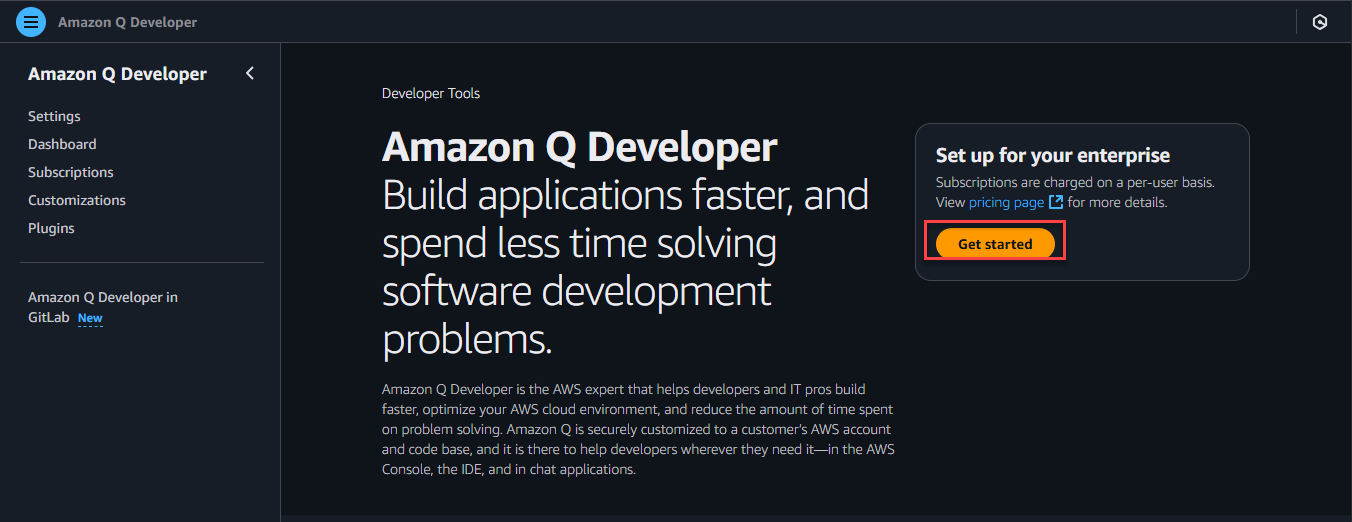 Amazon Q Developer
Amazon Q Developer
Settings
Dashboard
Subscriptions
Customizations
Plugins
Amazon Q Developer in
GitLab New
Developer Tools
Amazon Q Developer
Build applications faster, and
spend less time solving
software development
problems.
Amazon Q Developer is the AWS expert that helps developers and IT pros build
faster, optimize your AWS cloud environment, and reduce the amount of time spent
on problem solving. Amazon Q is securely customized to a customer’s AWS account
and code base, and it is there to help developers wherever they need it—in the AWS
Console, the IDE, and in chat applications.
Set up for your enterprise
Subscriptions are charged on a per-user basis.
View pricing page for more details.
Get started